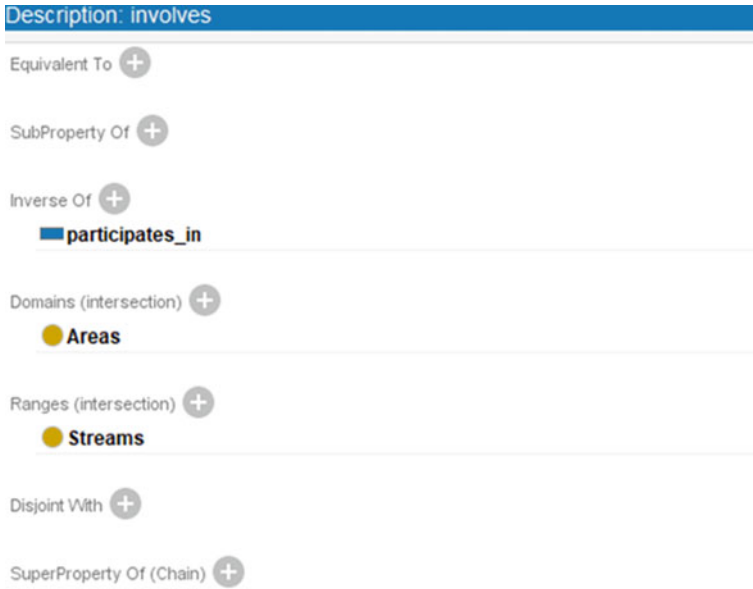 Description: involves
Equivalent To
SubProperty Of
Inverse Of
participates_in
Domains (intersection)
Areas
Ranges (intersection)
Streams
Disjoint With
SuperProperty Of (Chain)